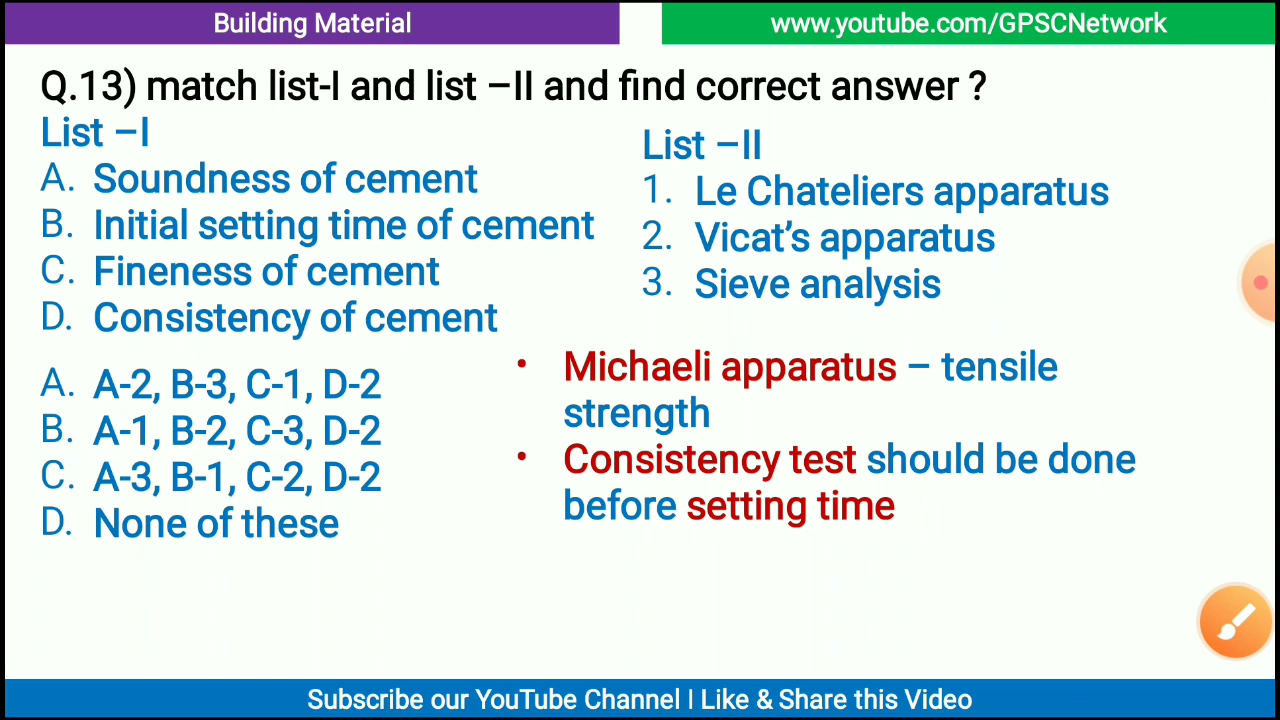 Building Material
www.youtube.com/GPSCNetwork
Q.13) match list-I and list –II and find correct answer ?
List –I
A. Soundness of cement
B. Initial setting time of cement
C. Fineness of cement
D. Consistency of cement
List –II
1. Le Chateliers apparatus
2. Vicat’s apparatus
3. Sieve analysis
A. A-2, B-3, C-1, D-2
B. A-1, B-2, C-3, D-2
C. A-3, B-1, C-2, D-2
D. None of these
• Michaeli apparatus – tensile
strength
• Consistency test should be done
before setting time
Subscribe our YouTube Channel I Like & Share this Video